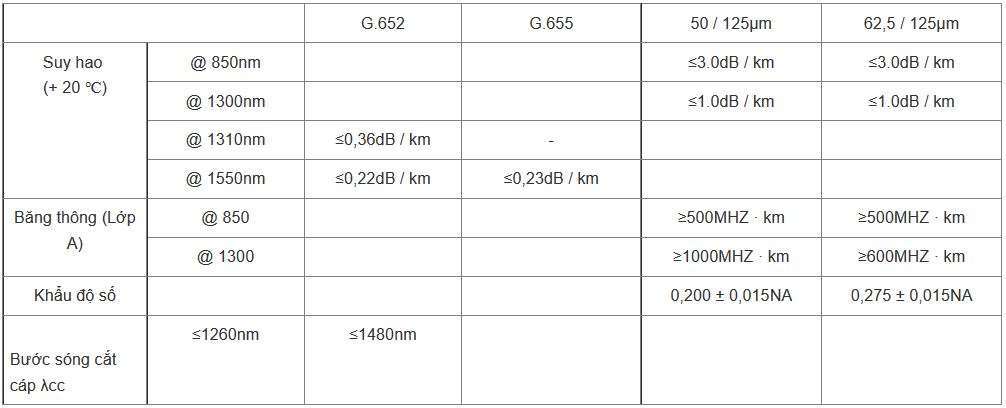 G.652 G.655 50 / 125μm 62,5 / 125μm
Suy hao
(+ 20 ℃)
@ 850nm ≤3.0dB / km ≤3.0dB / km
@ 1300nm ≤1.0dB / km ≤1.0dB / km
@ 1310nm ≤0,36dB / km -
@ 1550nm ≤0,22dB / km ≤0,23dB / km
Băng thông (Lớp
A)
@ 850 ≥500MHZ · km ≥500MHZ · km
@ 1300 ≥1000MHZ · km ≥600MHZ · km
Khẩu độ số 0,200 ± 0,015NA 0,275 ± 0,015NA
≤1260nm ≤1480nm
Bước sóng cắt
cáp λcc